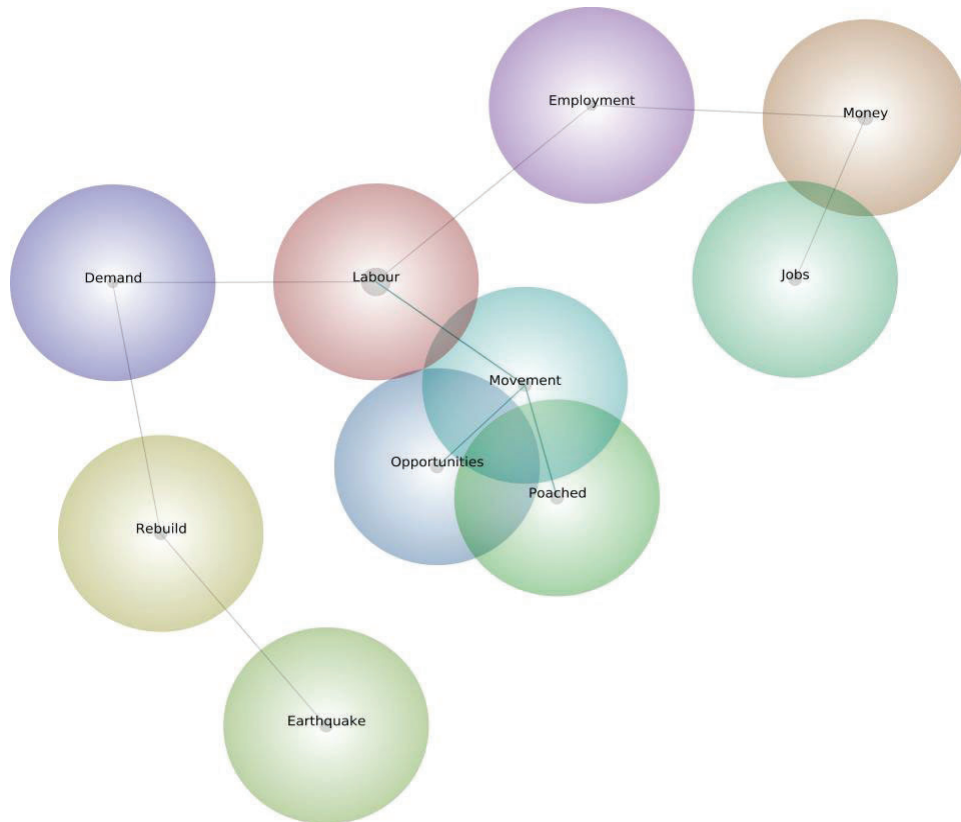 Employment
Money
Demand
Labour
Jobs
Movement
Opportunities
Poached
Rebuild
Earthquake